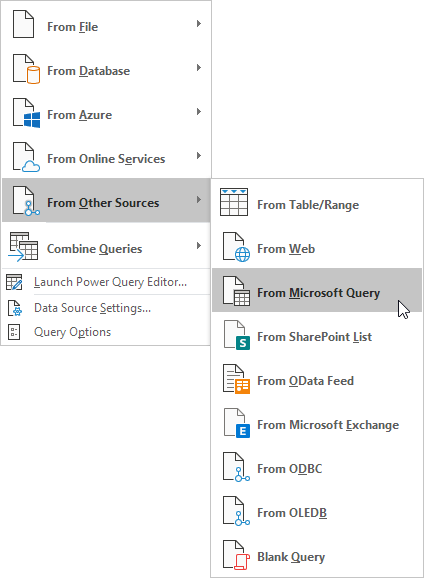 From File
From Database
From Azure
From Online Services
From Other Sources
Combine Queries
Launch Power Query Editor...
Data Source Settings...
Query Options
From Table/Range
From Web
From Microsoft Query
From SharePoint List
From OData Feed
From Microsoft Exchange
From ODBC
From OLEDB
Blank Query